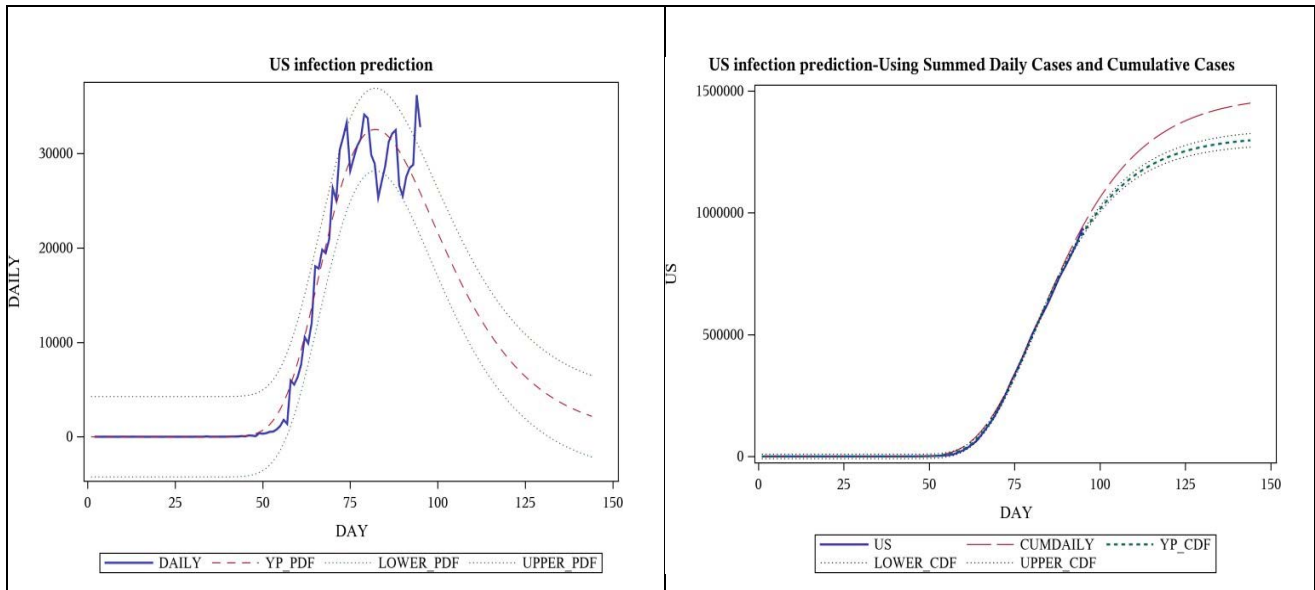 US infection prediction
30000
20000
10000
0
DAILY
0 25 50 75 100 125 150
DAY
DAILY YP_PDF LOWER_PDF UPPER_PDF
US infection prediction-Using Summed Daily Cases and Cumulative Cases
1500000
1000000
500000
0
US
0 25 50 75 100 125 150
DAY
US CUMDAILY YP_CDF
LOWER_CDF UPPER_CDF